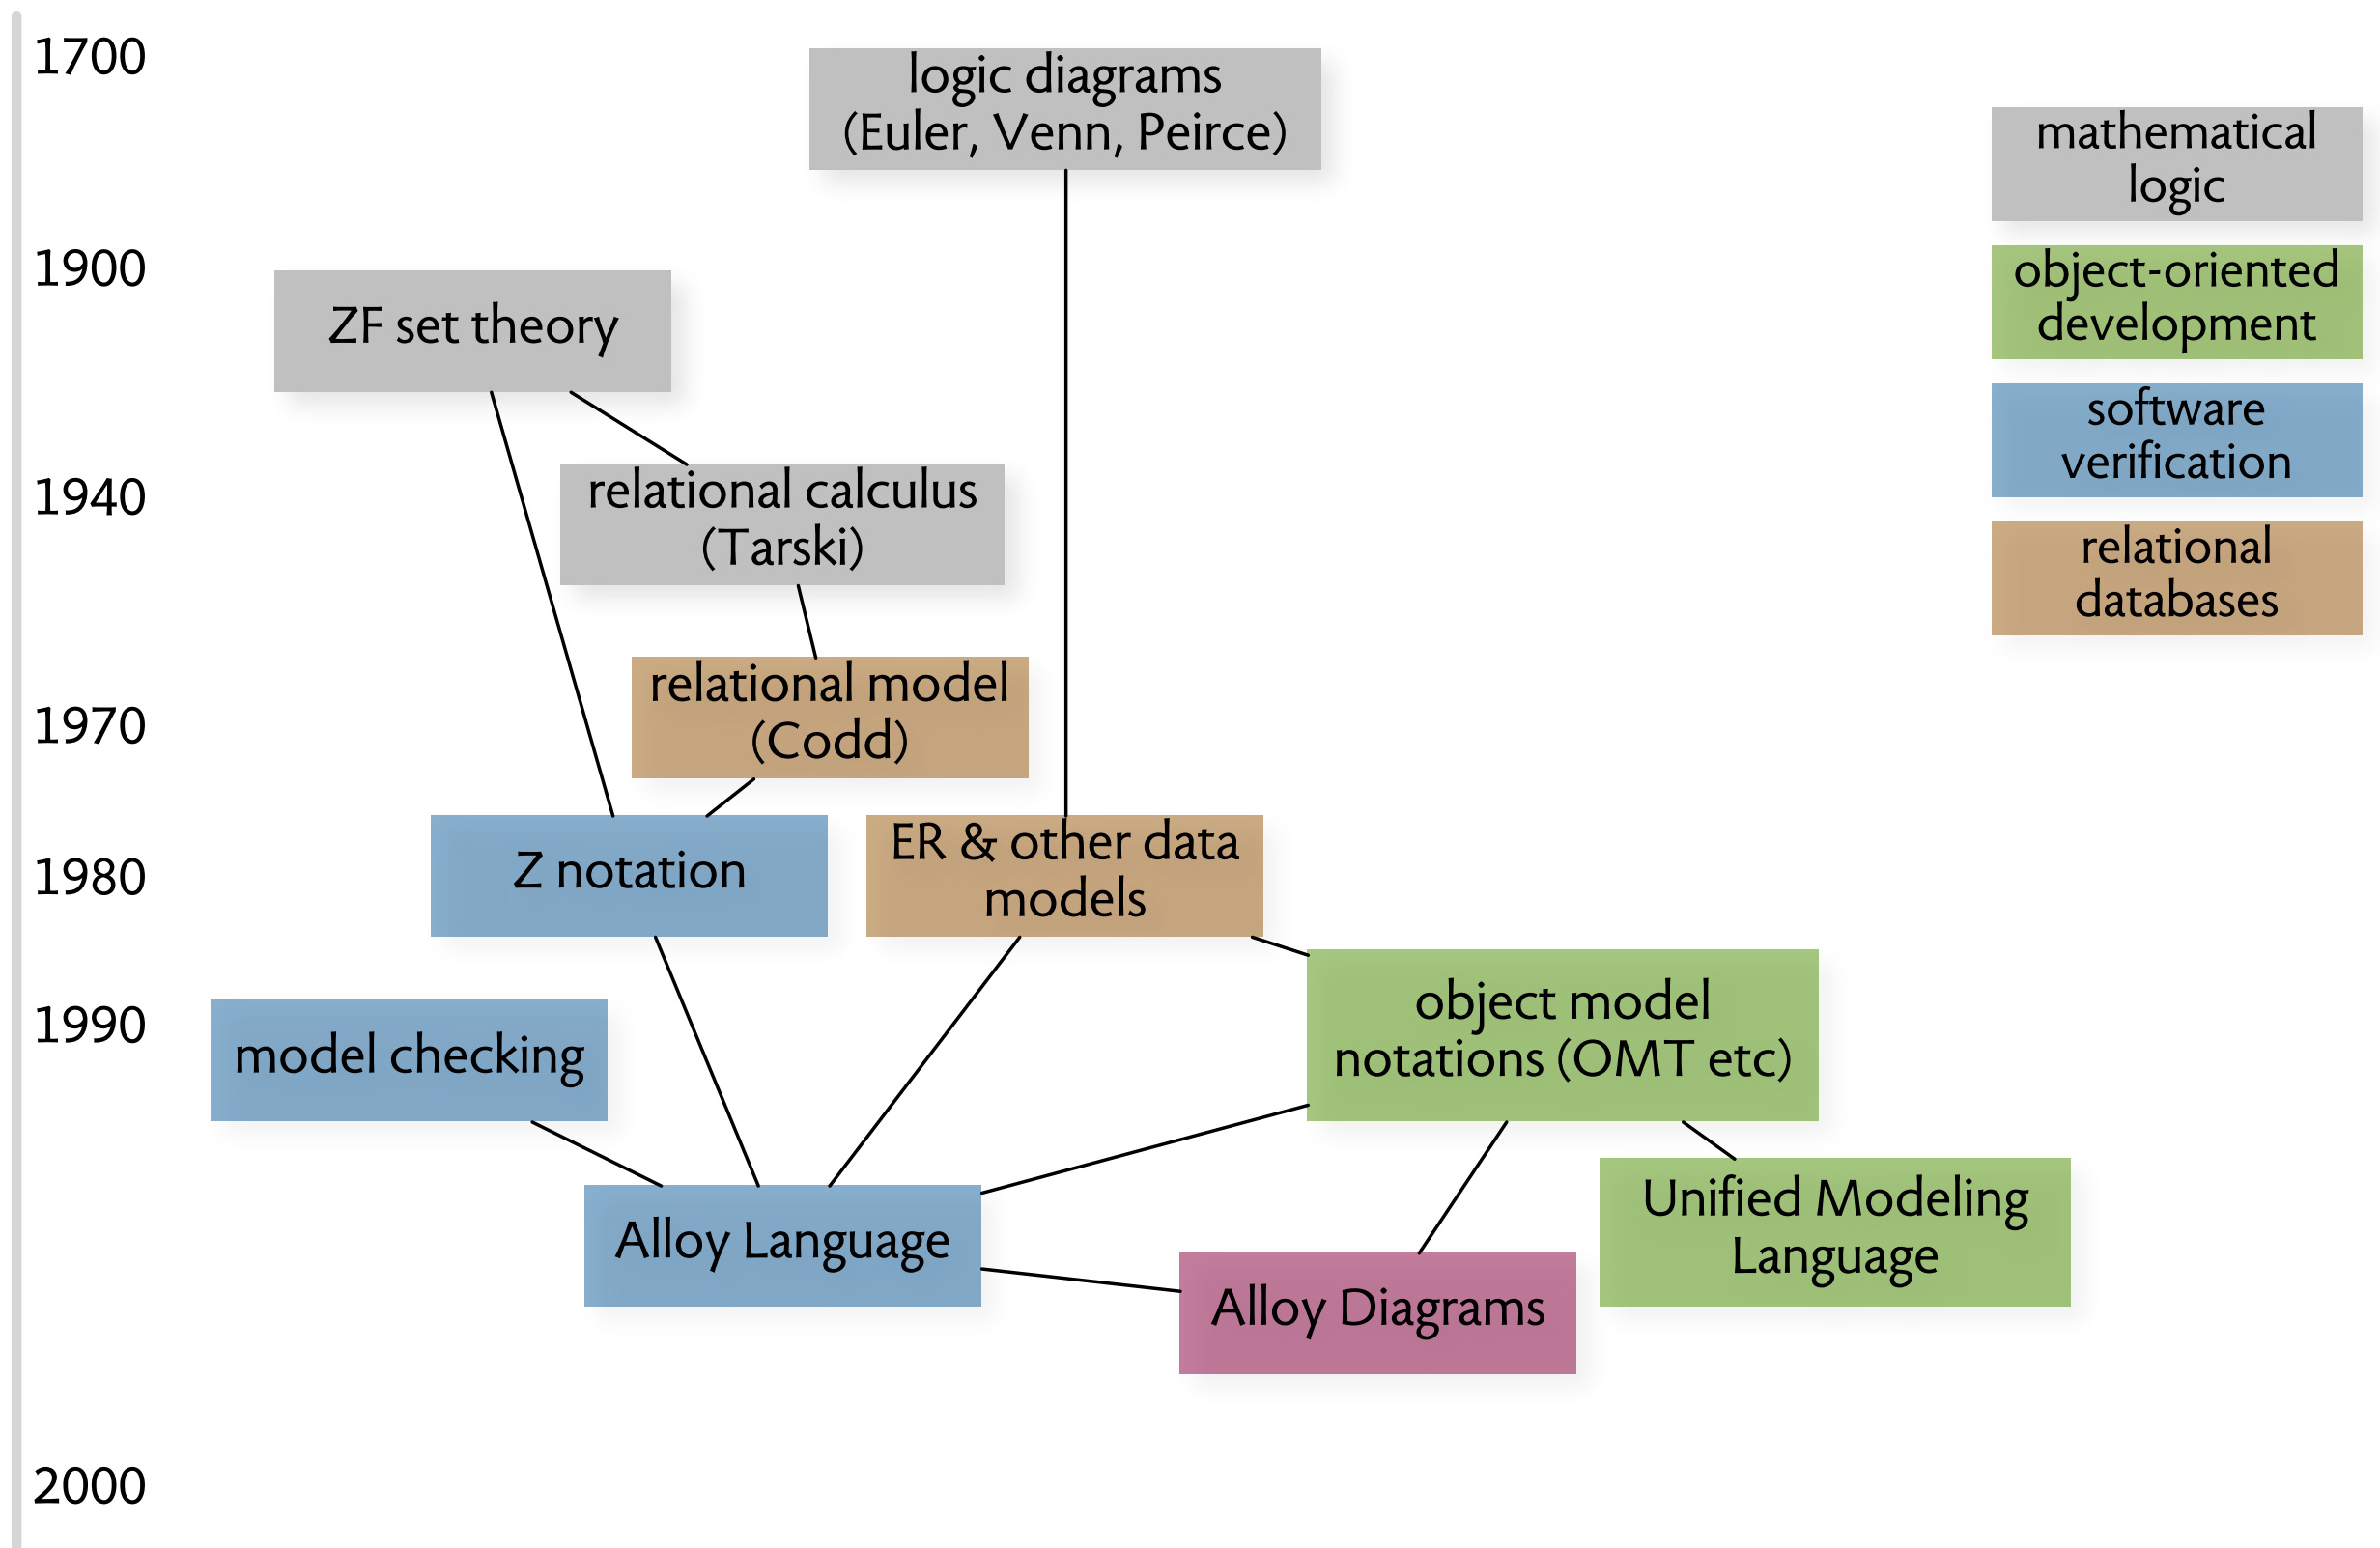 1700
logic diagrams
(Euler, Venn, Peirce)
mathematical
logic
1900
object-oriented
development
ZF set theory
software
verification
1940
relational calculus
(Tarski)
relational
databases
relational model
(Codd)
1970
Z notation
ER & other data
models
1980
1990
model checking
object model
notations (OMT etc)
Alloy Language
Unified Modeling
Language
Alloy Diagrams
2000